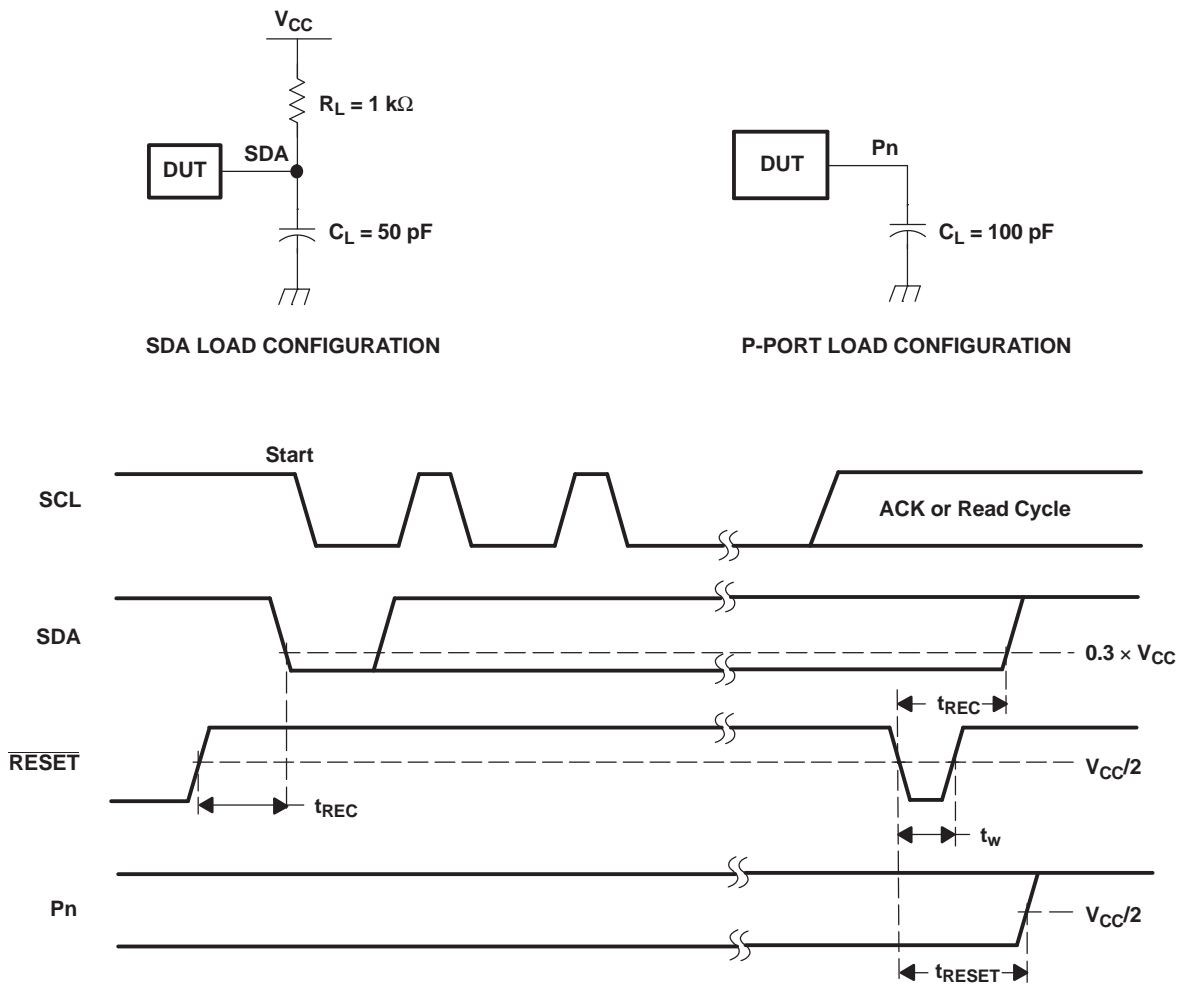 VCC
RL = 1 kΩ
DUT
SDA
CL = 50 pF
SDA LOAD CONFIGURATION
DUT
Pn
CL = 100 pF
P-PORT LOAD CONFIGURATION
Start
SCL
ACK or Read Cycle
SDA
0.3 × VCC
tREC
RESET
VCC/2
tREC
tw
Pn
VCC/2
tRESET